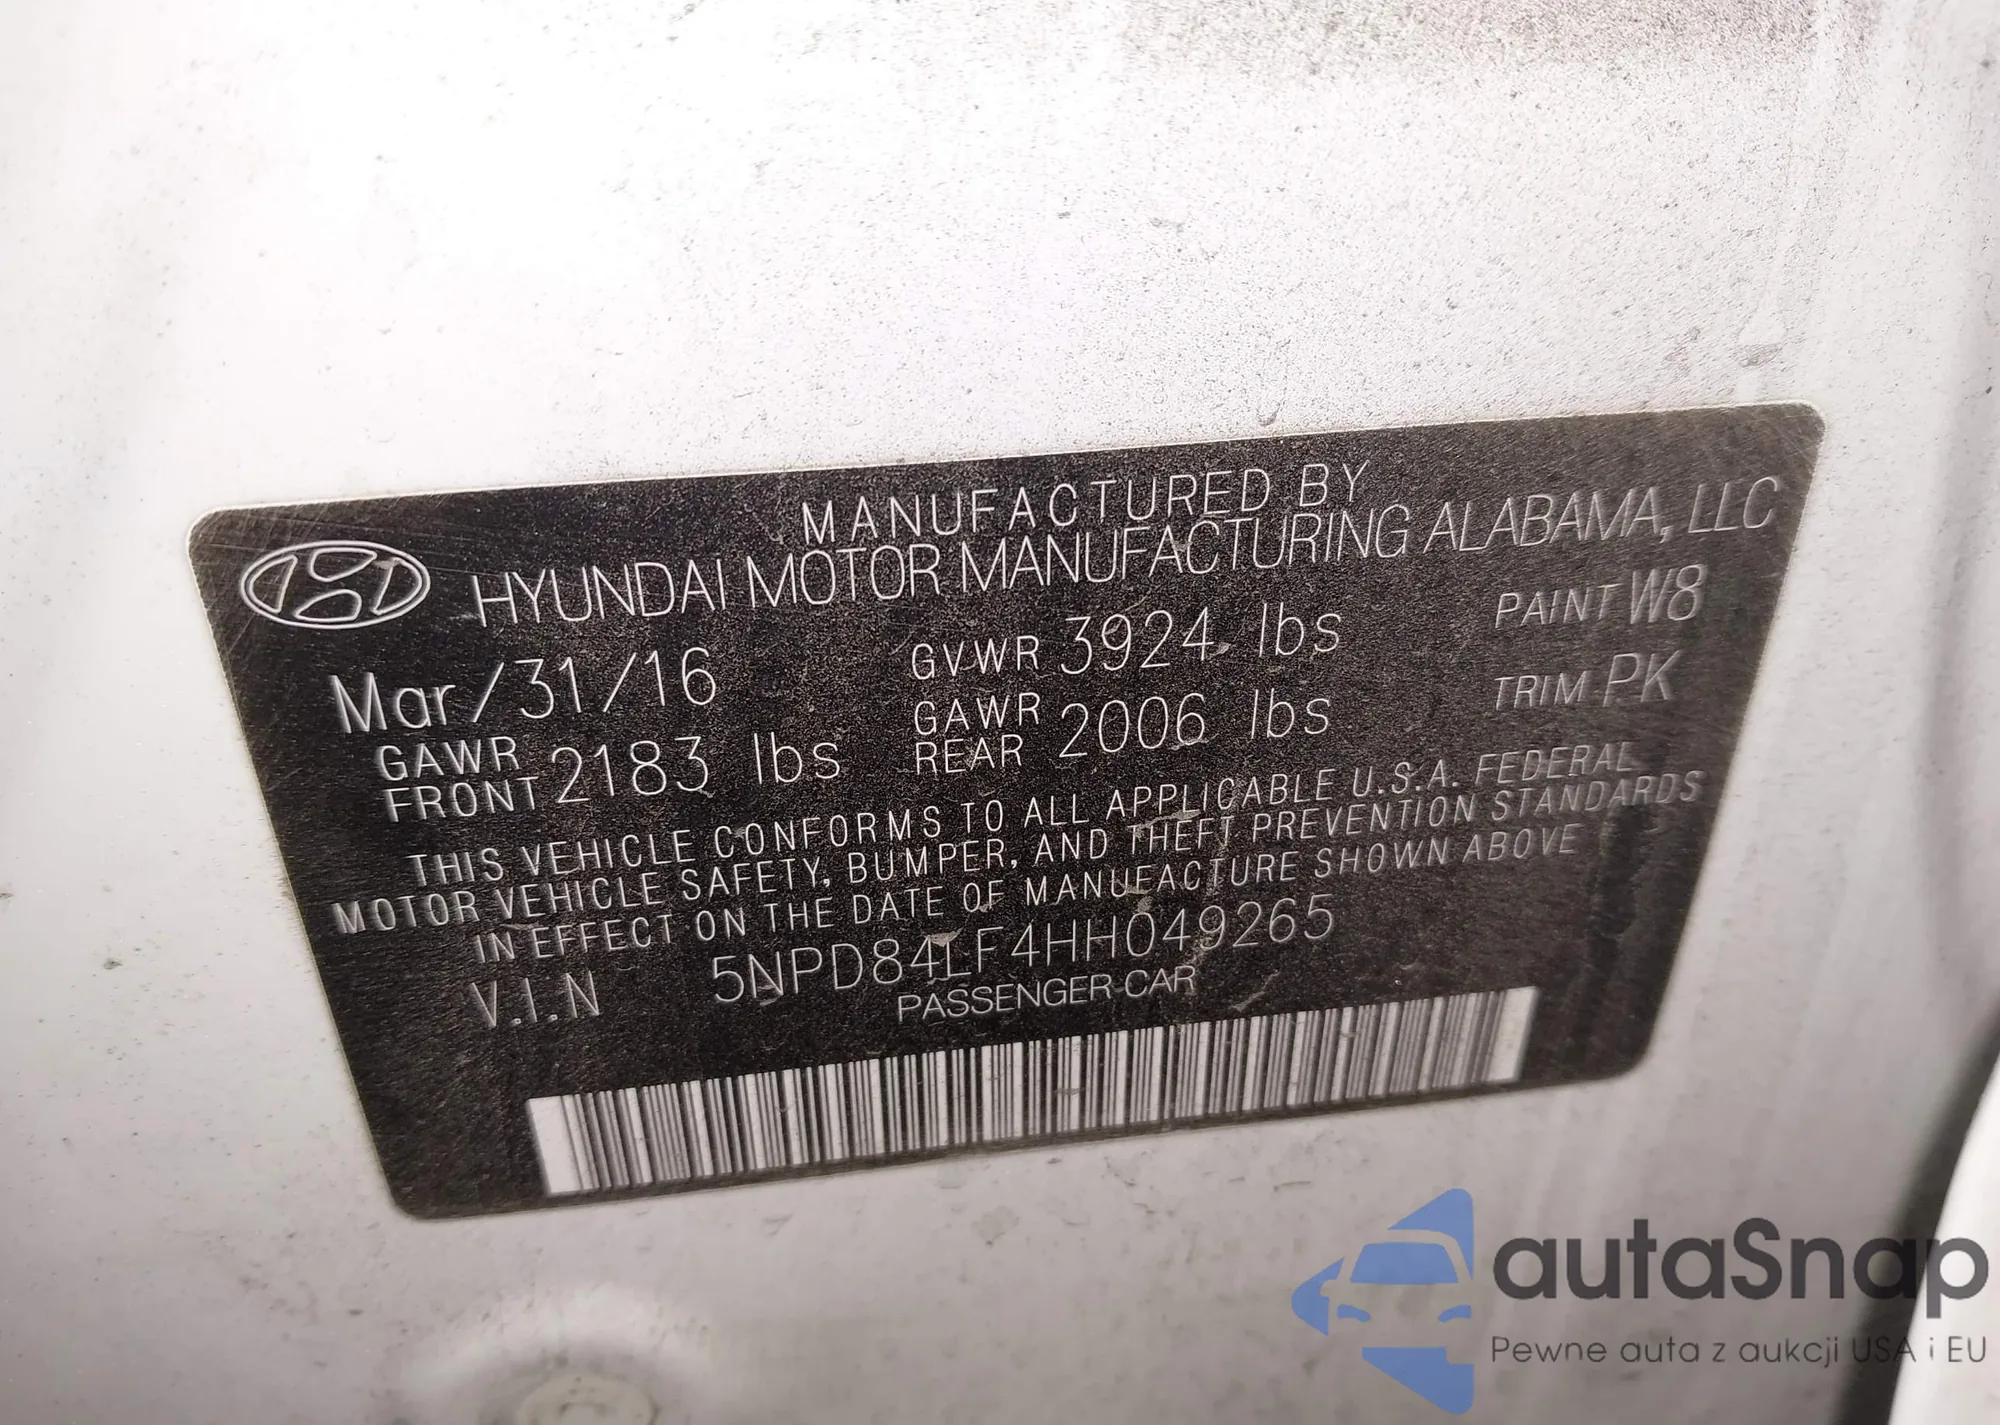 MANUFACTURED BY
HYUNDAI MOTOR MANUFACTURING ALABAMA, LLC
Mar/31/16 GVWR 3924 lbs PAINT W8
GAWR FRONT 2183 lbs GAWR REAR 2006 lbs TRIM PK
THIS VEHICLE CONFORMS TO ALL APPLICABLE U.S.A. FEDERAL
MOTOR VEHICLE SAFETY, BUMPER, AND THEFT PREVENTION STANDARDS
IN EFFECT ON THE DATE OF MANUFACTURE SHOWN ABOVE
V.I.N 5NPD84LF4HH049265
PASSENGER CAR
autaSnap
Pewne auta z aukcji USA i EU